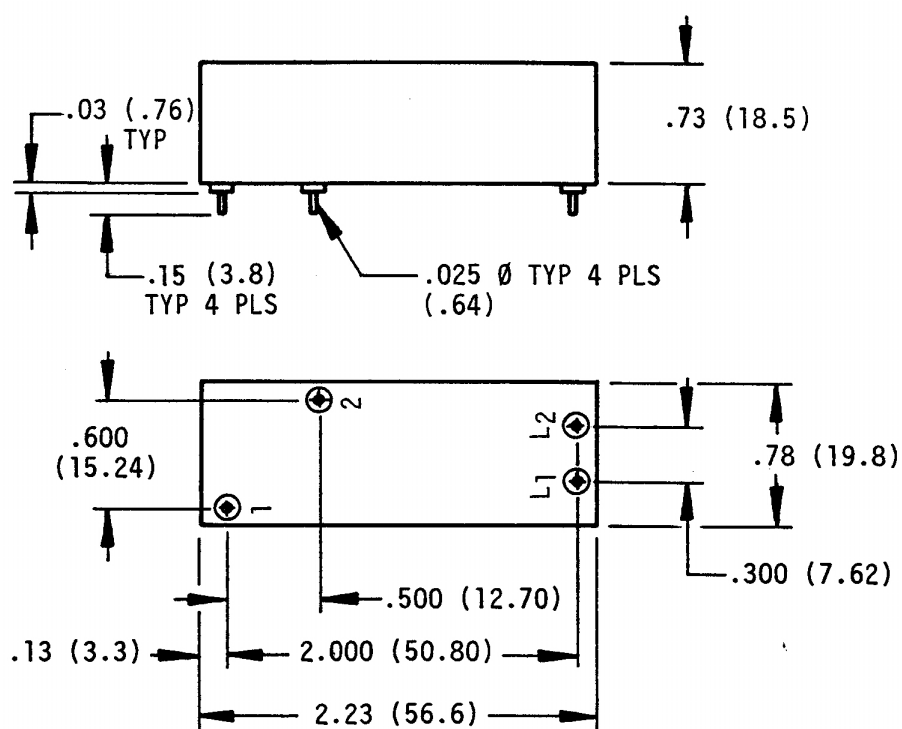 .03 (.76)
TYP
.73 (18.5)
.15 (3.8)
TYP 4 PLS
.025 Ø TYP 4 PLS
(.64)
2
L2
.600
(15.24)
.78 (19.8)
L1
1
.300 (7.62)
.500 (12.70)
.13 (3.3)
2.000 (50.80)
2.23 (56.6)